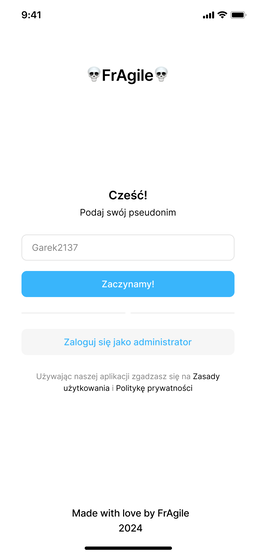 9:41
💀FrAgile💀
Cześć!
Podaj swój pseudonim
Garek2137
Zaczynamy!
Zaloguj się jako administrator
Używając naszej aplikacji zgadzasz się na Zasady
użytkowania i Politykę prywatności
Made with love by FrAgile
2024